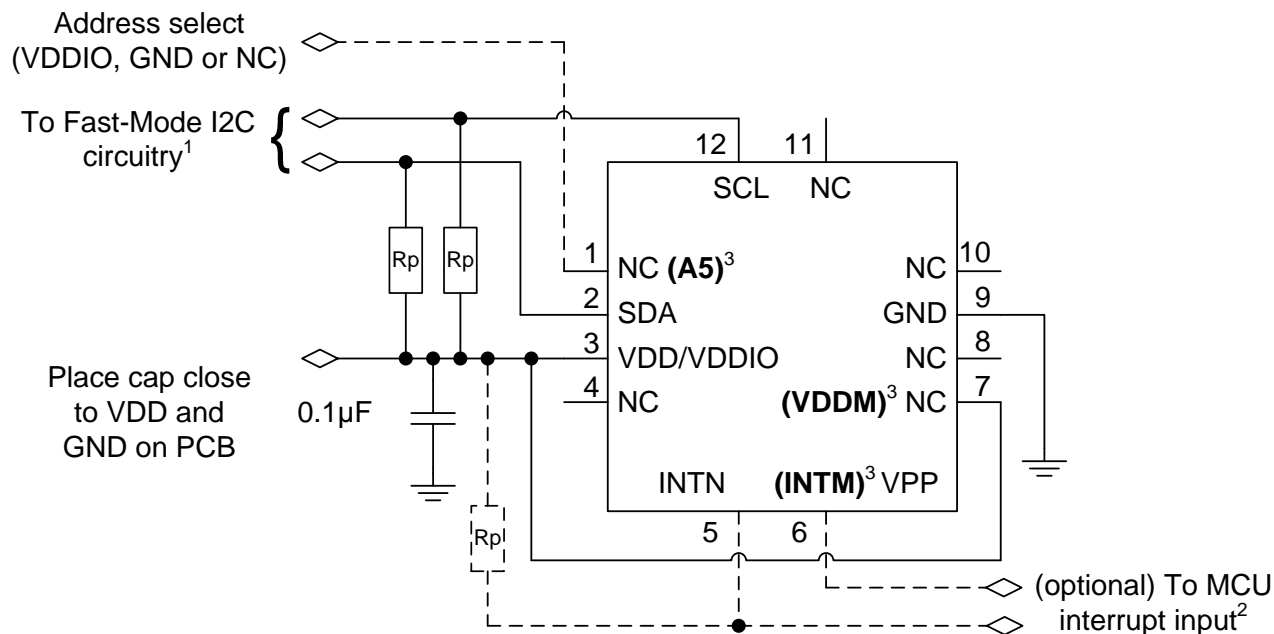 Address select
(VDDIO, GND or NC)
To Fast-Mode I2C
circuitry1
{
12
11
SCL
NC
Rp
Rp
1
NC (A5)3
NC
10
2
SDA
GND
9
3
VDD/VDDIO
NC
8
4
NC
(VDDM)3 NC
7
Place cap close
to VDD and
GND on PCB
0.1µF
INTN
(INTM)3 VPP
5
6
Rp
(optional) To MCU
interrupt input2